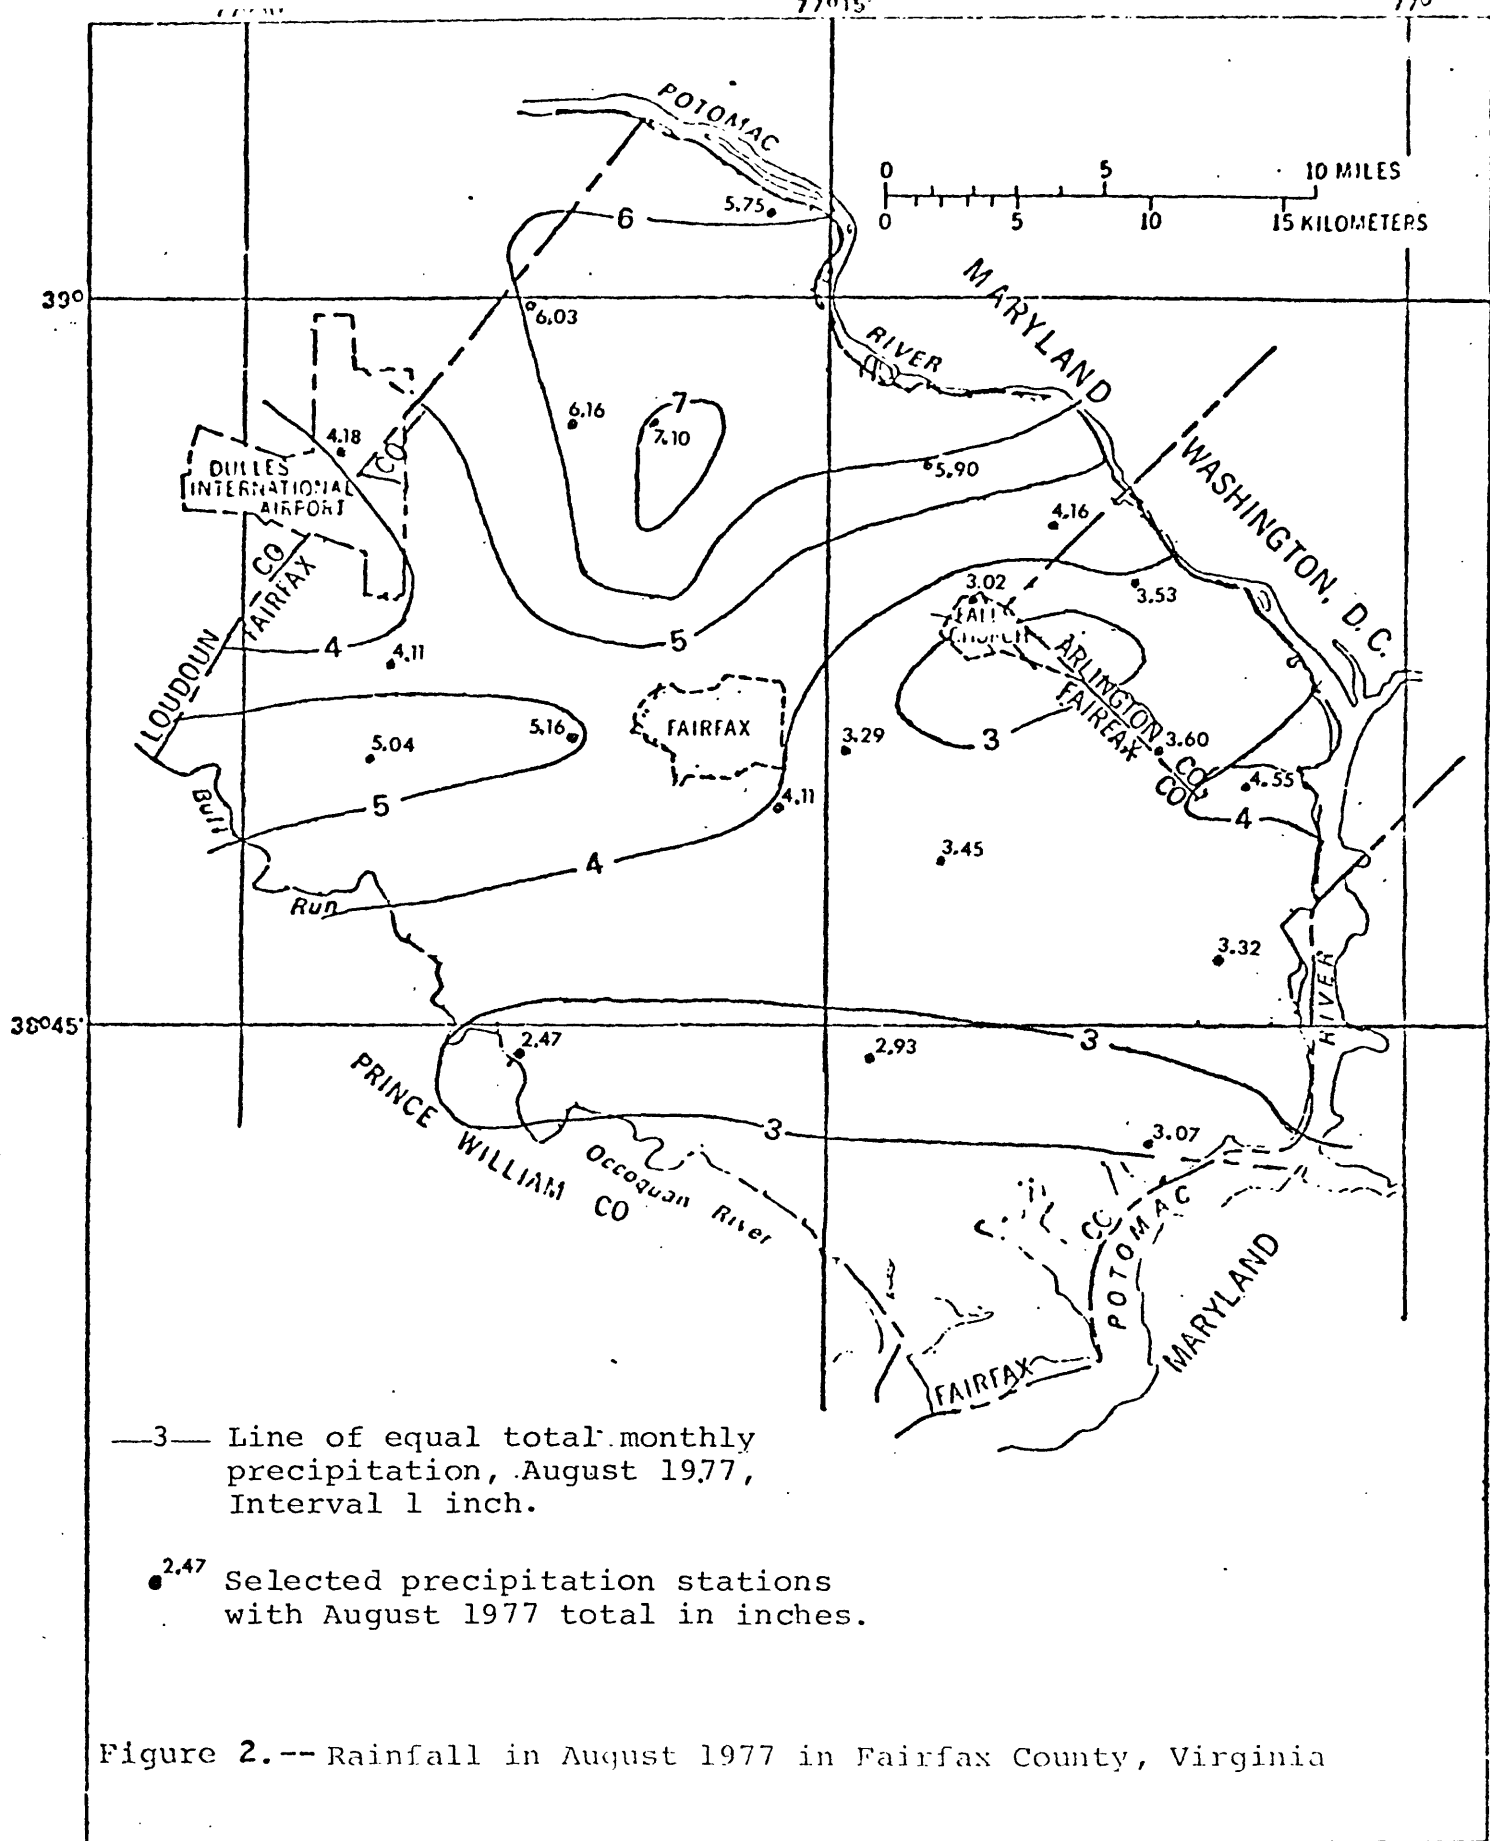 77°15'
POTOMAC
0 5 10 MILES
0 5 10 15 KILOMETERS
5.75
6
MARYLAND
39°
6.03
RIVER
7
6.16
7.10
4.18
CO
DULLES
INTERNATIONAL
AIRPORT
5.90
WASHINGTON, D.C.
4.16
CO
FAIRFAX
3.02
3.53
CHURCH
LOUDOUN
4
4.11
5
ARLINGTON
FAIRFAX
5.16
FAIRFAX
3.29
3
3.60
5.04
CO
CO
4.55
Bull
5
4.11
4
4
3.45
Run
3.32
RIVER
38°45'
2.47
2.93
3
PRINCE WILLIAM CO
3
3.07
Occoquan River
CO
POTOMAC
MARYLAND
FAIRFAX
—3— Line of equal total monthly
precipitation, August 1977,
Interval 1 inch.
2.47 Selected precipitation stations
with August 1977 total in inches.
Figure 2.-- Rainfall in August 1977 in Fairfax County, Virginia